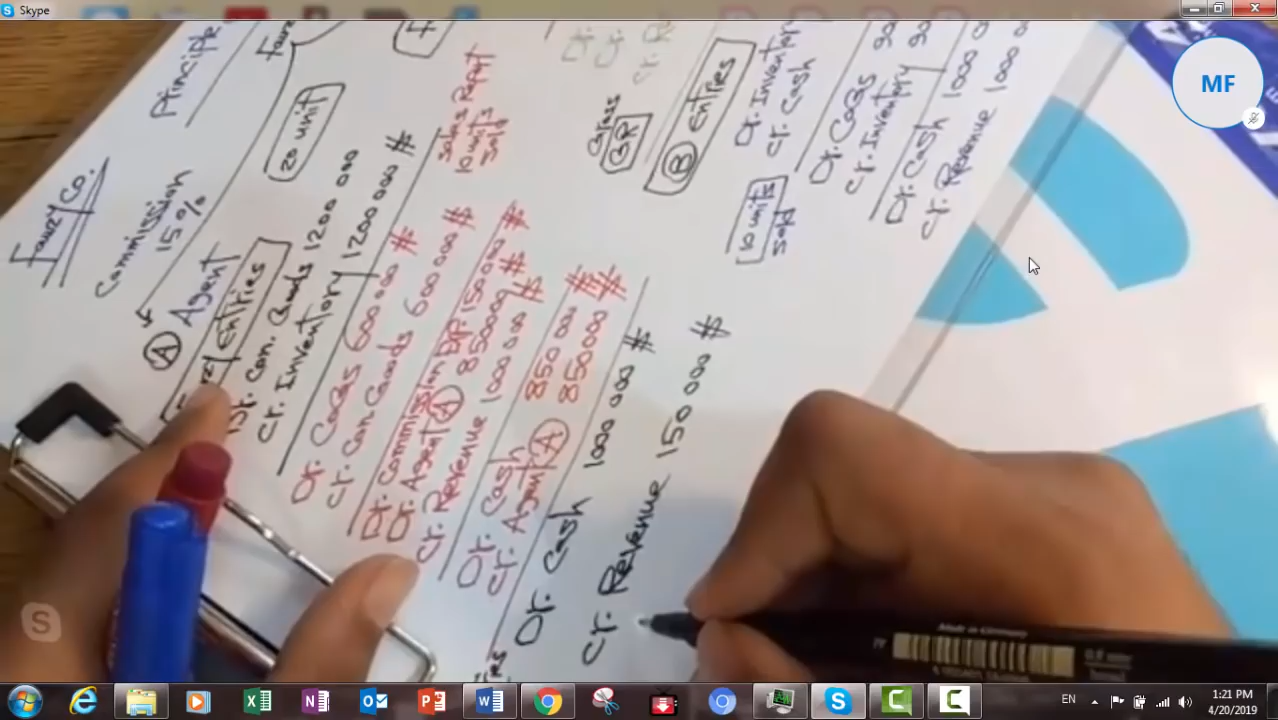 Skype
MF
Principle
Fawzy Co.
Commission
15%
20 unit
A Agent
Entries
Dr. Con. Goods 1200 000
Cr. Inventory 1200 000 #
Sales Report
10 units
sold
Dr. CoGs 600 000 #
Cr. Con Goods 600 000 #
Dr. Commission Exp. 150 000 #
Dr. Agent A 850 000 #
Cr. Revenue 1000 000 #
Dr. Cash 850 000 #
Cr. Agent A 850 000 #
Dr. Cash 1000 000 #
Cr. Revenue 150 000 #
GR
B Entries
10 units
sold
Dr. Inventory
Cr. Cash
Dr. CoGs
Cr. Inventory
Dr. Cash 1000
Cr. Revenue 1000
Made in Germany
EN
1:21 PM
4/20/2019